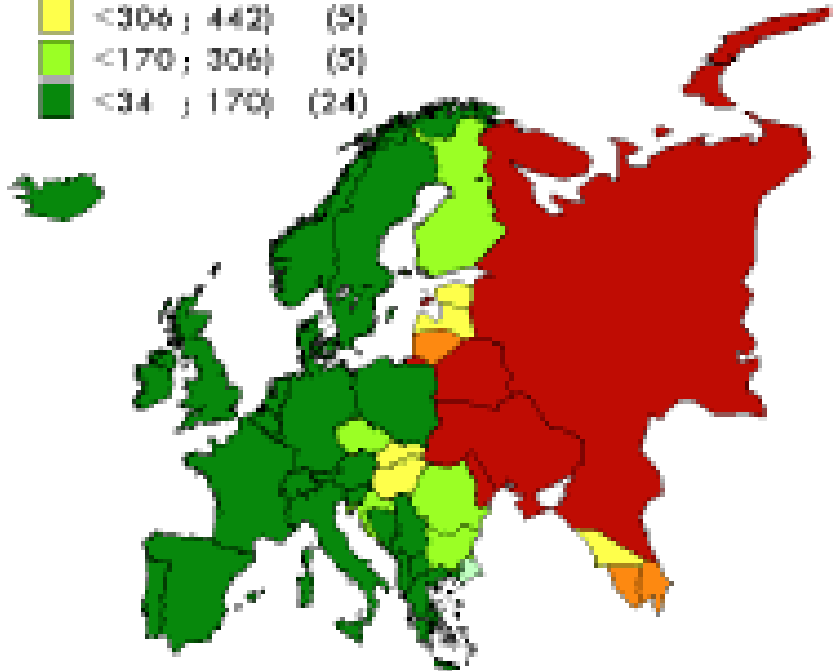 <306 ; 442) (5)
<170 ; 306) (5)
<34 ; 170) (24)